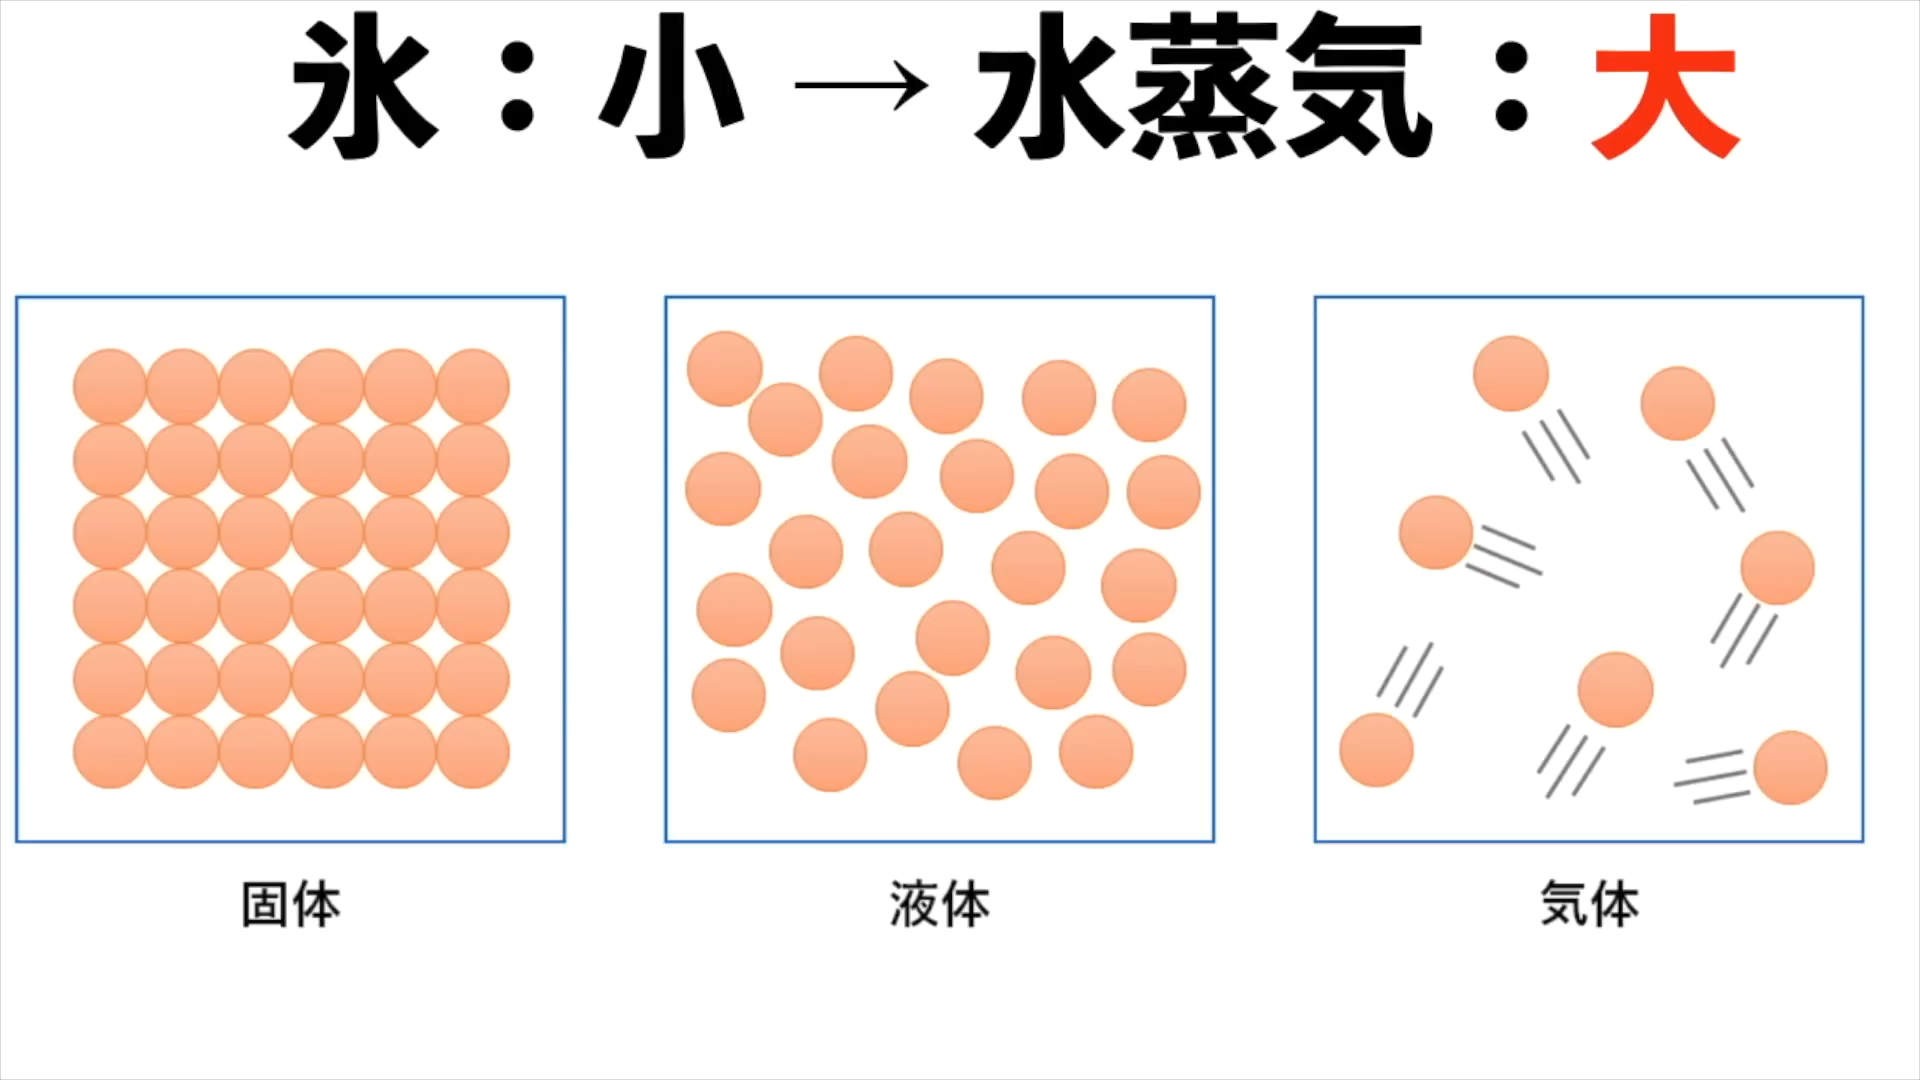 氷：小 → 水蒸気：大
固体
液体
気体